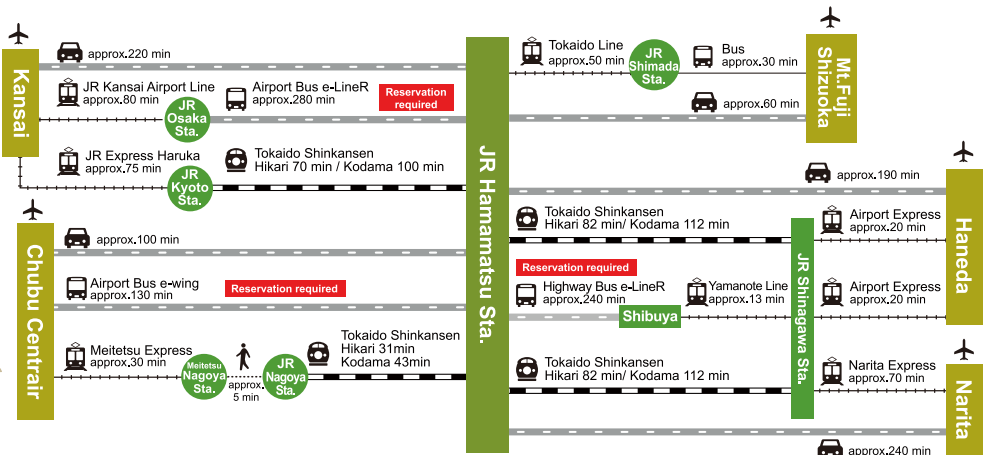 Kansai
approx.220 min
JR Kansai Airport Line
approx.80 min
JR
Osaka
Sta.
Airport Bus e-LineR
approx.280 min
Reservation
required
JR Express Haruka
approx.75 min
JR
Kyoto
Sta.
Tokaido Shinkansen
Hikari 70 min / Kodama 100 min
Chubu Centrair
approx.100 min
Airport Bus e-wing
approx.130 min
Reservation required
Meitetsu Express
approx.30 min
Meitetsu
Nagoya
Sta.
approx.
5 min
JR
Nagoya
Sta.
Tokaido Shinkansen
Hikari 31min
Kodama 43min
JR Hamamatsu Sta.
Tokaido Line
approx.50 min
JR
Shimada
Sta.
Bus
approx.30 min
approx.60 min
Mt.Fuji
Shizuoka
approx.190 min
Tokaido Shinkansen
Hikari 82 min/ Kodama 112 min
Airport Express
approx.20 min
Reservation required
Highway Bus e-LineR
approx.240 min
Shibuya
Yamanote Line
approx.13 min
JR Shinagawa Sta.
Airport Express
approx.20 min
Haneda
Tokaido Shinkansen
Hikari 82 min/ Kodama 112 min
Narita Express
approx.70 min
approx.240 min
Narita